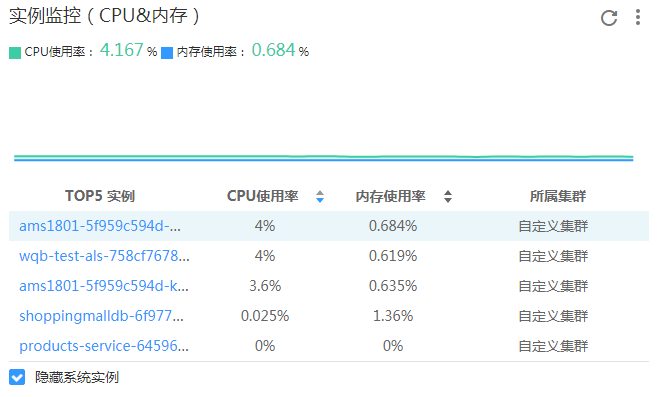 实例监控（CPU&内存）
CPU使用率： 4.167 % 内存使用率： 0.684 %
TOP5 实例 CPU使用率 内存使用率 所属集群
ams1801-5f959c594d-... 4% 0.684% 自定义集群
wqb-test-als-758cf7678... 4% 0.619% 自定义集群
ams1801-5f959c594d-k... 3.6% 0.635% 自定义集群
shoppingmalldb-6f977... 0.025% 1.36% 自定义集群
products-service-64596... 0% 0% 自定义集群
隐藏系统实例